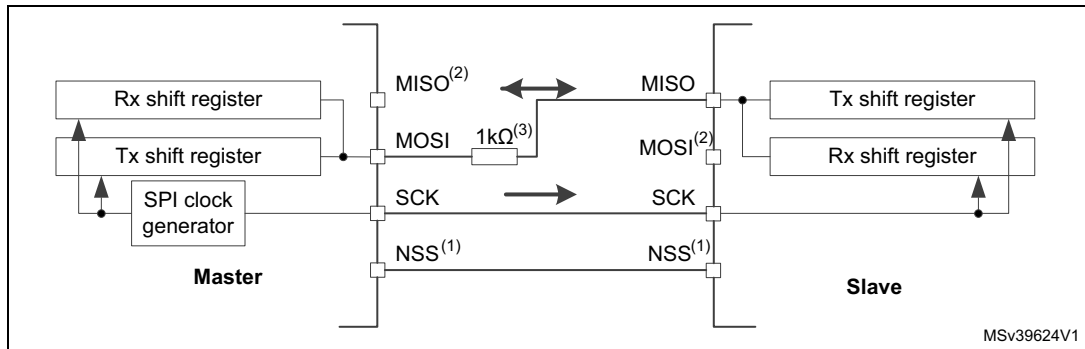 MISO(2)
MISO
Rx shift register
Tx shift register
MOSI
1kΩ(3)
MOSI(2)
Tx shift register
Rx shift register
SPI clock
generator
SCK
SCK
NSS(1)
NSS(1)
Master
Slave
MSv39624V1